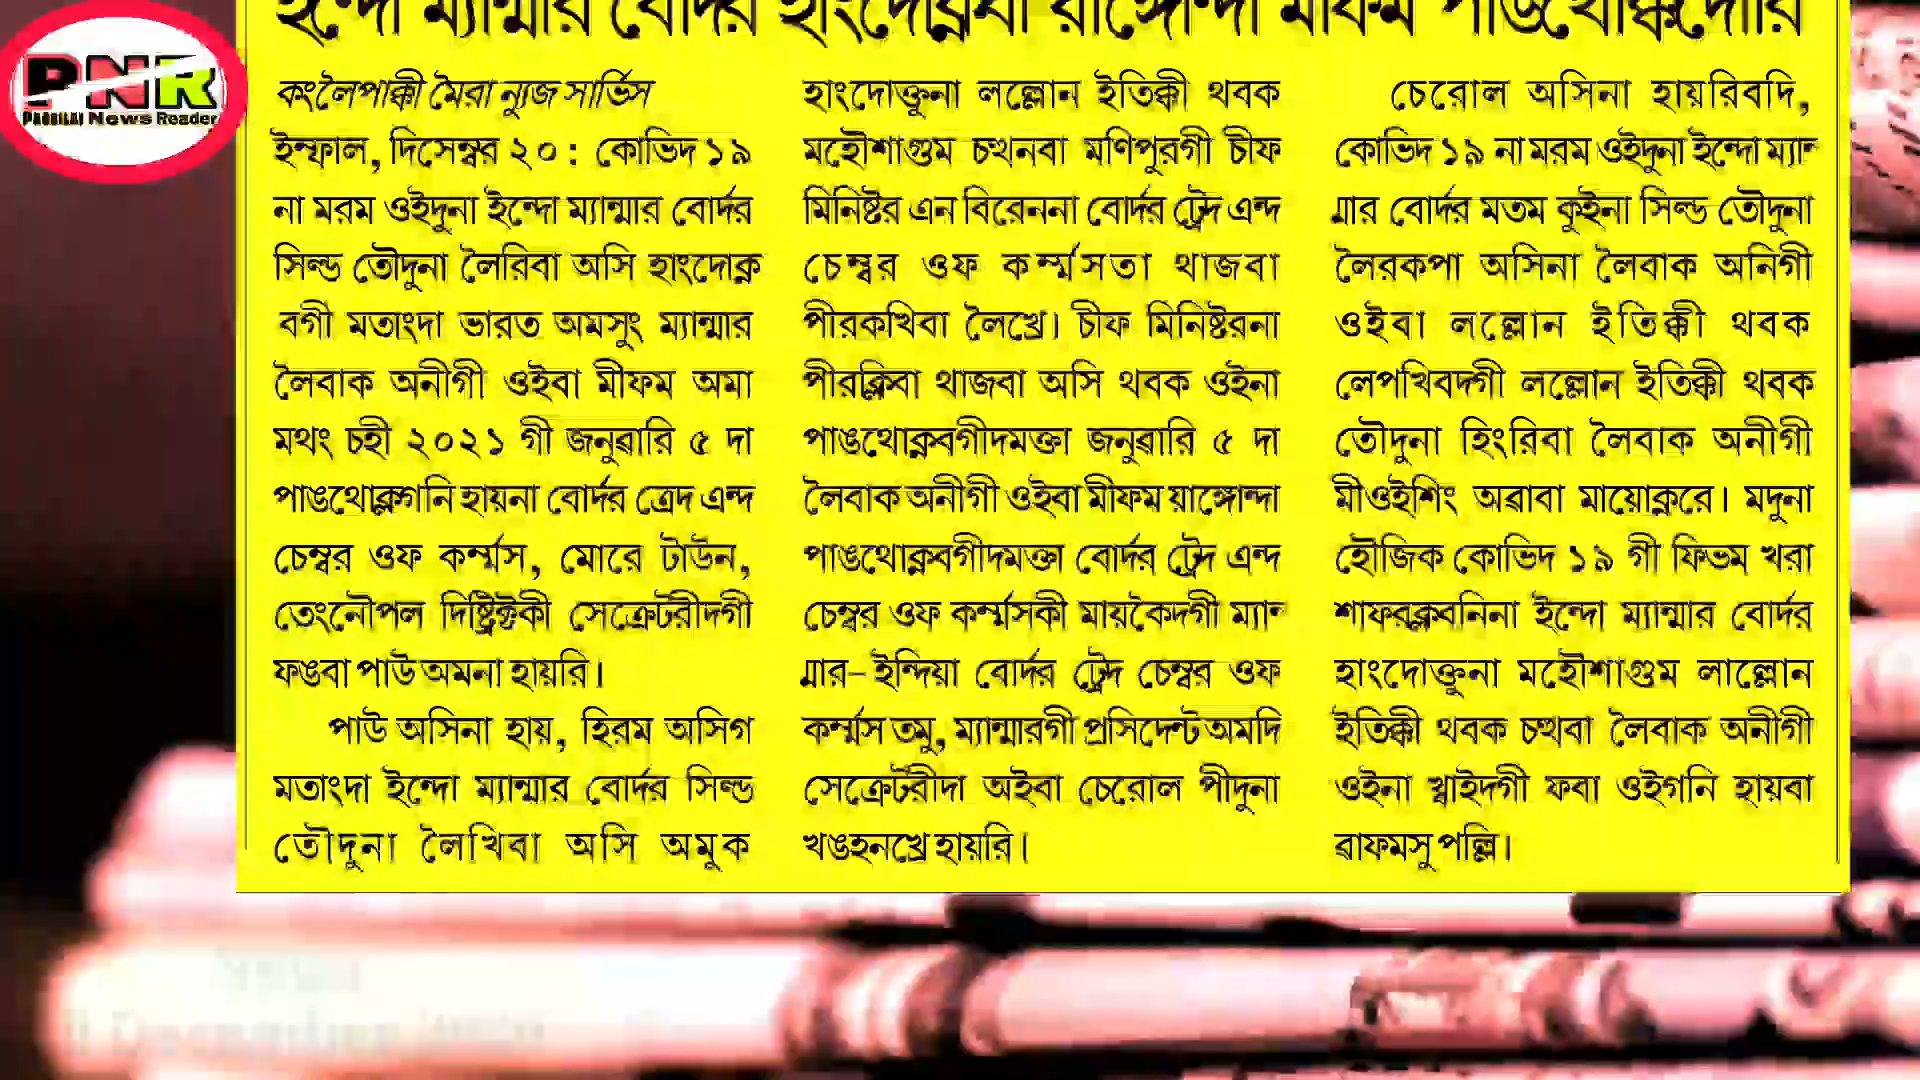 PNR
PAOBILAI News Reader
কংলৈপাক্কী মৈরা ন্যুজ সার্ভিস
ইম্ফাল, দিসেম্বর ২০ : কোভিদ ১৯
না মরম ওইদুনা ইন্দো ম্যান্মার বোর্দর
সিল্ড তৌদুনা লৈরিবা অসি হাংদোক্ল
বগী মতাংদা ভারত অমসুং ম্যান্মার
লৈবাক অনীগী ওইবা মীফম অমা
মথং চহী ২০২১ গী জনুৱারি ৫ দা
পাঙথোক্লগনি হায়না বোর্দর ত্রেদ এন্দ
চেম্বর ওফ কর্ম্মস, মোরে টাউন,
তেংনৌপল দিষ্ট্রিক্টকী সেক্রেটরীদগী
ফঙবা পাউ অমনা হায়রি।
পাউ অসিনা হায়, হিরম অসিগ
মতাংদা ইন্দো ম্যান্মার বোর্দর সিল্ড
তৌদুনা লৈখিবা অসি অমুক
হাংদোক্তুনা লল্লোন ইতিক্কী থবক
মহৌশাগুম চত্থনবা মণিপুরগী চীফ
মিনিষ্টর এন বিরেননা বোর্দর ট্রেদ এন্দ
চেম্বর ওফ কর্ম্মসতা থাজবা
পীরকখিবা লৈখ্রে। চীফ মিনিষ্টরনা
পীরক্লিবা থাজবা অসি থবক ওইনা
পাঙথোক্লবগীদমক্তা জনুৱারি ৫ দা
লৈবাক অনীগী ওইবা মীফম য়াঙ্গোন্দা
পাঙথোক্লবগীদমক্তা বোর্দর ট্রেদ এন্দ
চেম্বর ওফ কর্ম্মসকী মায়কৈদগী ম্যান্
মার– ইন্দিয়া বোর্দর ট্রেদ চেম্বর ওফ
কর্ম্মস তমু, ম্যান্মারগী প্রসিদেন্ট অমদি
সেক্রেটরীদা অইবা চেরোল পীদুনা
খঙহনখ্রে হায়রি।
চেরোল অসিনা হায়রিবদি,
কোভিদ ১৯ না মরম ওইদুনা ইন্দো ম্যান্
মার বোর্দর মতম কুইনা সিল্ড তৌদুনা
লৈরকপা অসিনা লৈবাক অনিগী
ওইবা লল্লোন ইতিক্কী থবক
লেপখিবদগী লল্লোন ইতিক্কী থবক
তৌদুনা হিংরিবা লৈবাক অনীগী
মীওইশিং অৱাবা মায়োক্লরে। মদুনা
হৌজিক কোভিদ ১৯ গী ফিভম খরা
শাফরক্লবনিনা ইন্দো ম্যান্মার বোর্দর
হাংদোক্তুনা মহৌশাগুম লাল্লোন
ইতিক্কী থবক চত্থবা লৈবাক অনীগী
ওইনা খ্বাইদগী ফবা ওইগনি হায়বা
ৱাফমসু পল্লি।